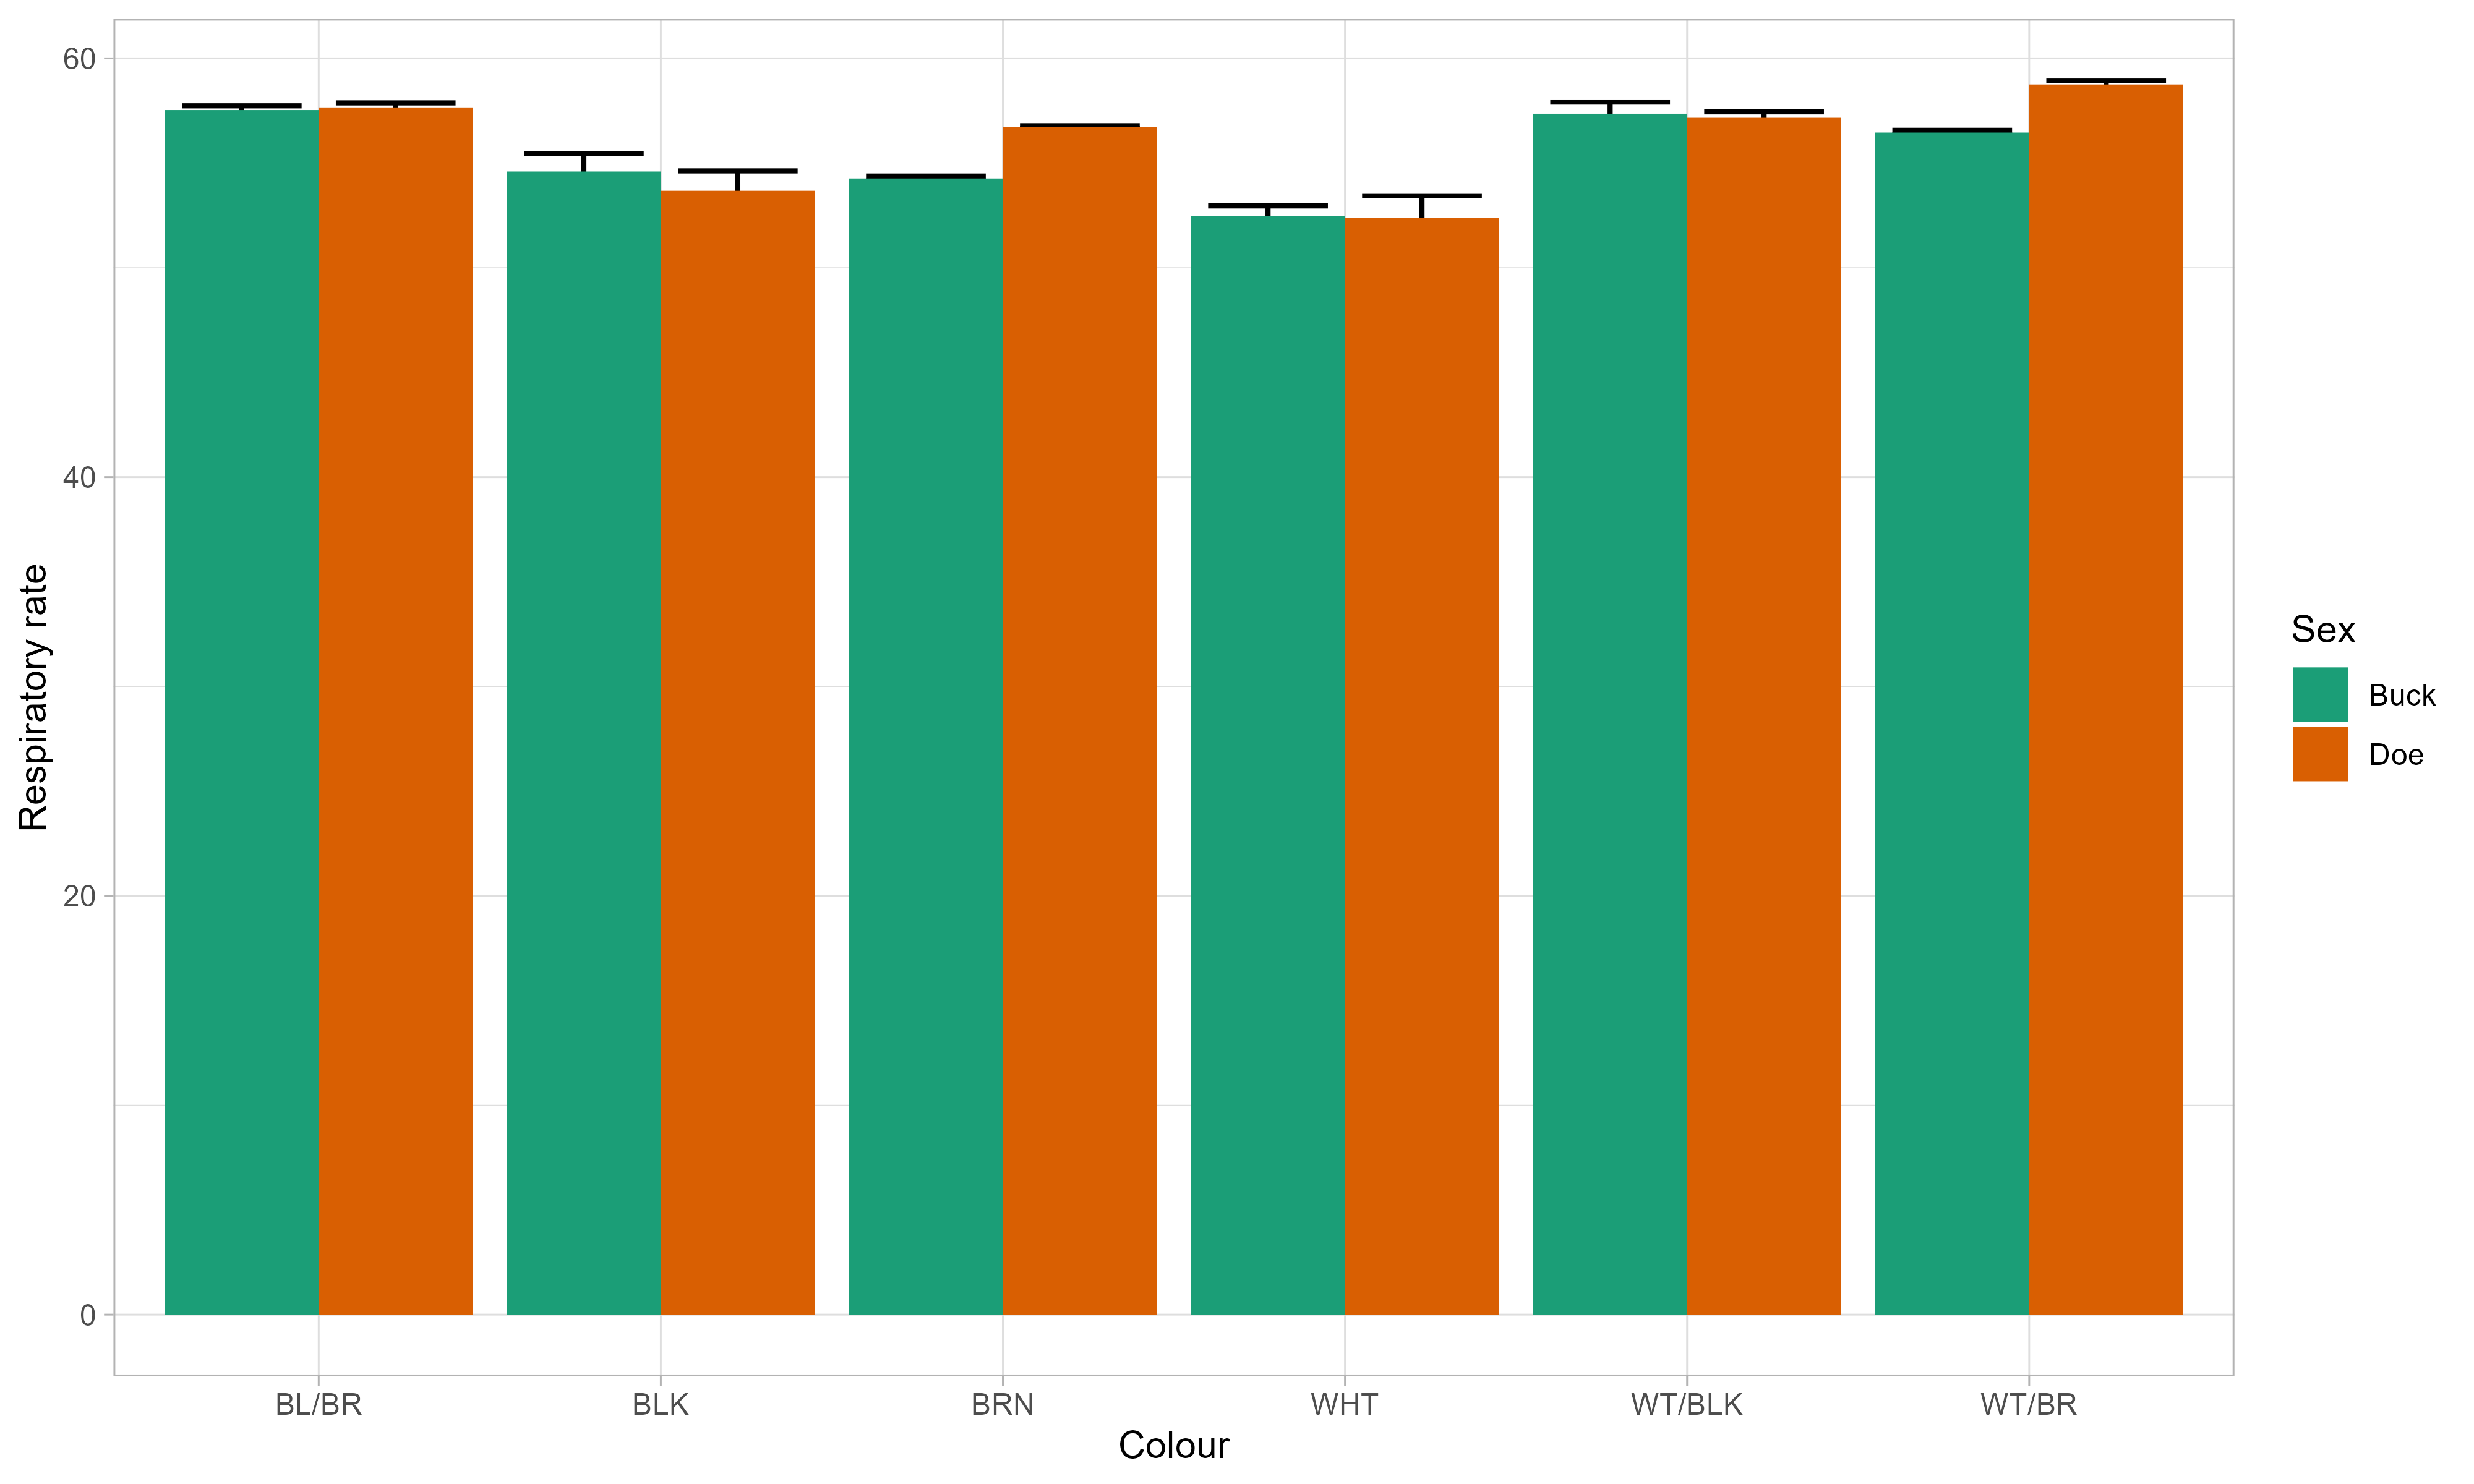 60
40
20
0
Respiratory rate
BL/BR
BLK
BRN
WHT
WT/BLK
WT/BR
Colour
Sex
Buck
Doe